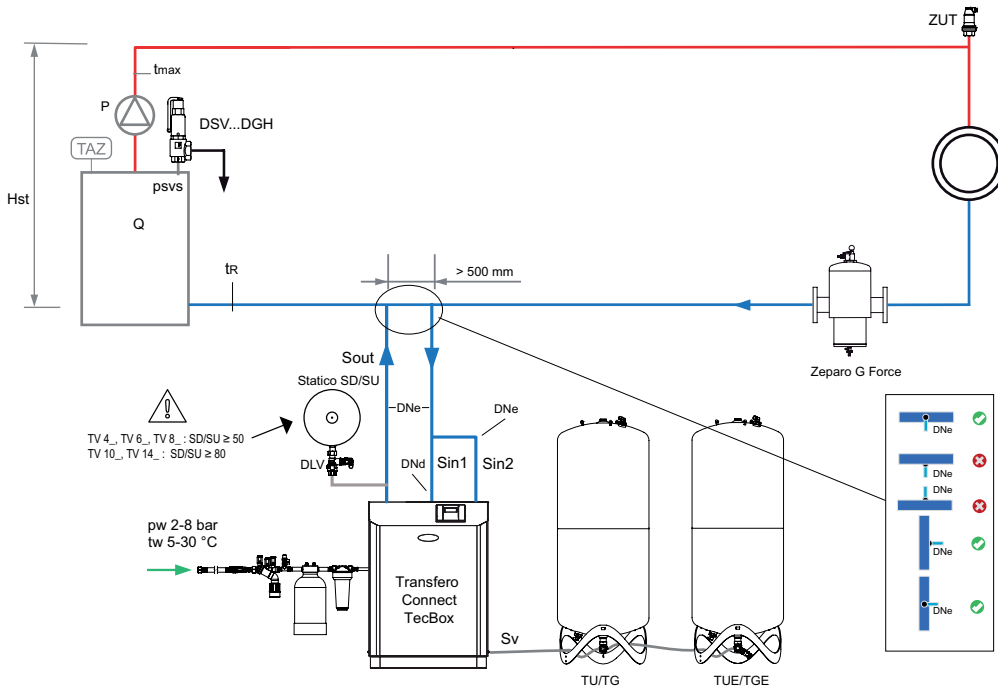 ZUT
tmax
P
DSV...DGH
TAZ
psvs
Hst
Q
tR
> 500 mm
Zeparo G Force
Sout
Statico SD/SU
DNe
DNe
TV 4_, TV 6_, TV 8_ : SD/SU ≥ 50
TV 10_, TV 14_ : SD/SU ≥ 80
DLV
DNd
Sin1
Sin2
pw 2-8 bar
tw 5-30 °C
Transfero
Connect
TecBox
Sv
TU/TG
TUE/TGE
DNe
DNe
DNe
DNe
DNe